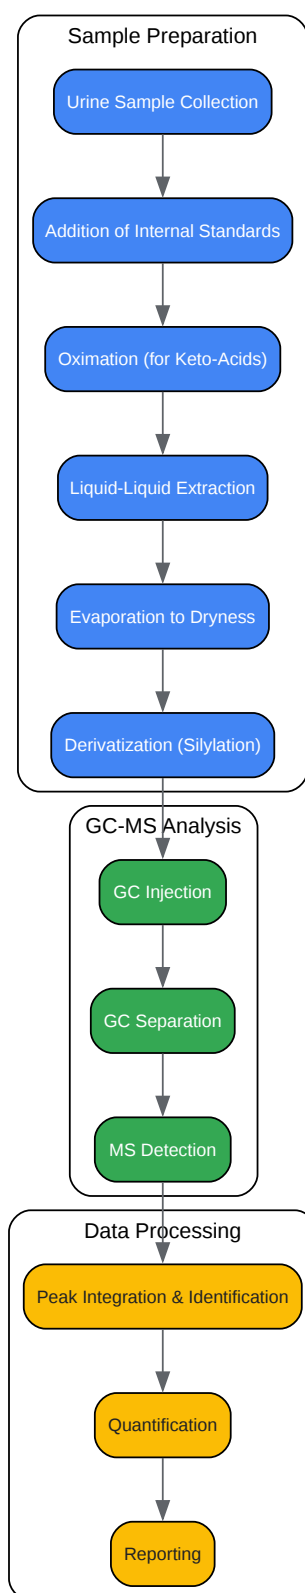 Sample Preparation
Urine Sample Collection
Addition of Internal Standards
Oximation (for Keto-Acids)
Liquid-Liquid Extraction
Evaporation to Dryness
Derivatization (Silylation)
GC-MS Analysis
GC Injection
GC Separation
MS Detection
Data Processing
Peak Integration & Identification
Quantification
Reporting